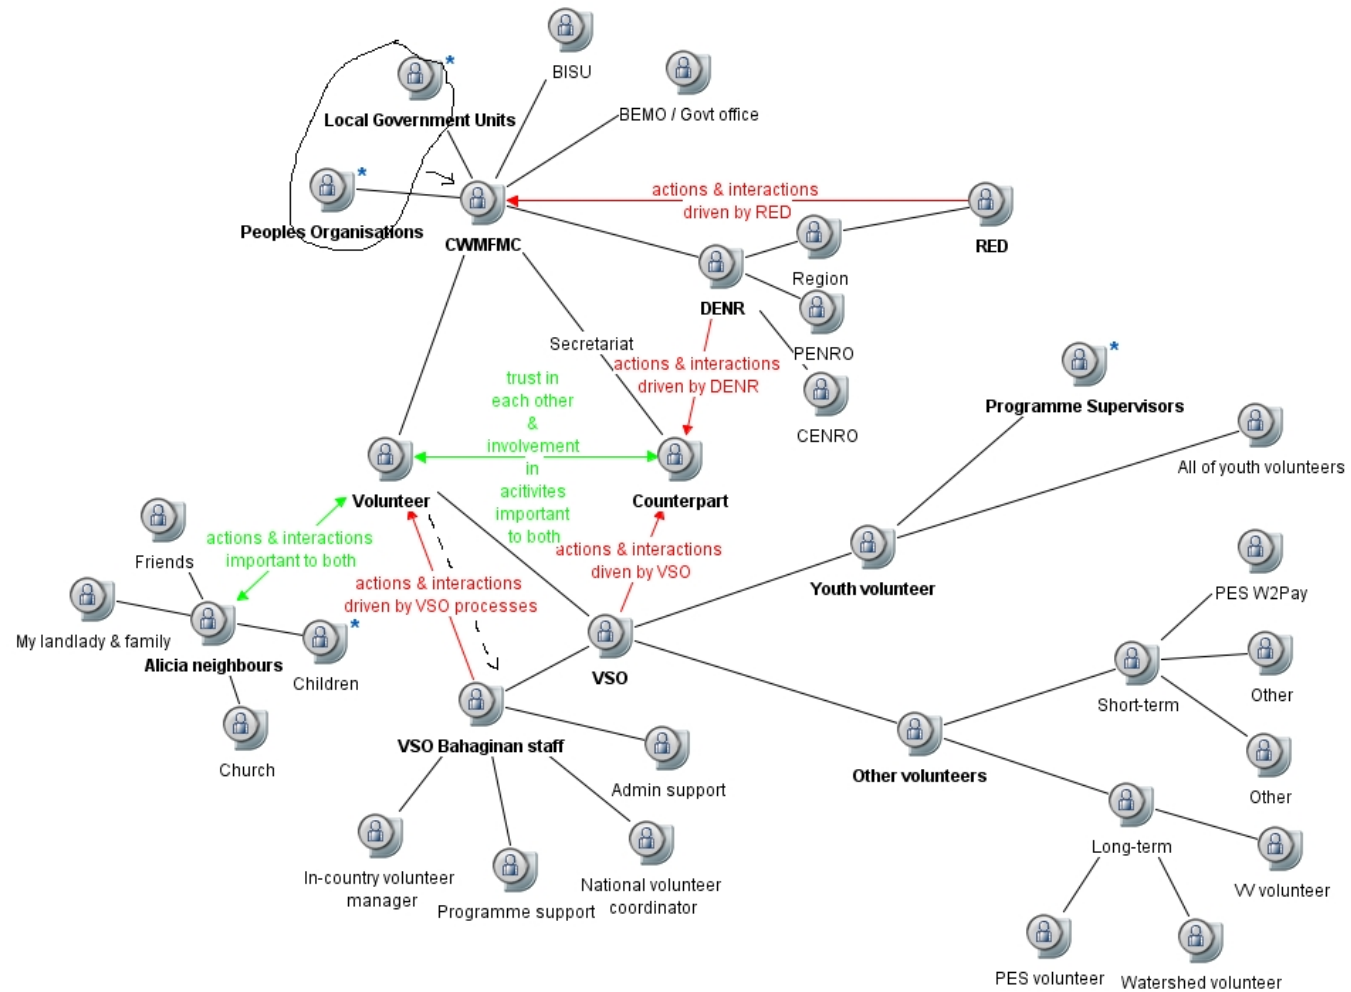 BISU
*
BEMO / Govt office
Local Government Units
*
Peoples Organisations
CWMFMC
actions & interactions
driven by RED
RED
Region
DENR
PENRO
CENRO
Secretariat
actions & interactions
driven by DENR
trust in
each other
&
involvement
in
acitivites
important
to both
Volunteer
Counterpart
*
Programme Supervisors
All of youth volunteers
Friends
actions & interactions
important to both
My landlady & family
Alicia neighbours
*
Children
Church
actions & interactions
driven by VSO processes
actions & interactions
diven by VSO
VSO
Youth volunteer
PES W2Pay
Short-term
Other
Other
Other volunteers
Long-term
VV volunteer
PES volunteer
Watershed volunteer
VSO Bahaginan staff
Admin support
In-country volunteer
manager
Programme support
National volunteer
coordinator